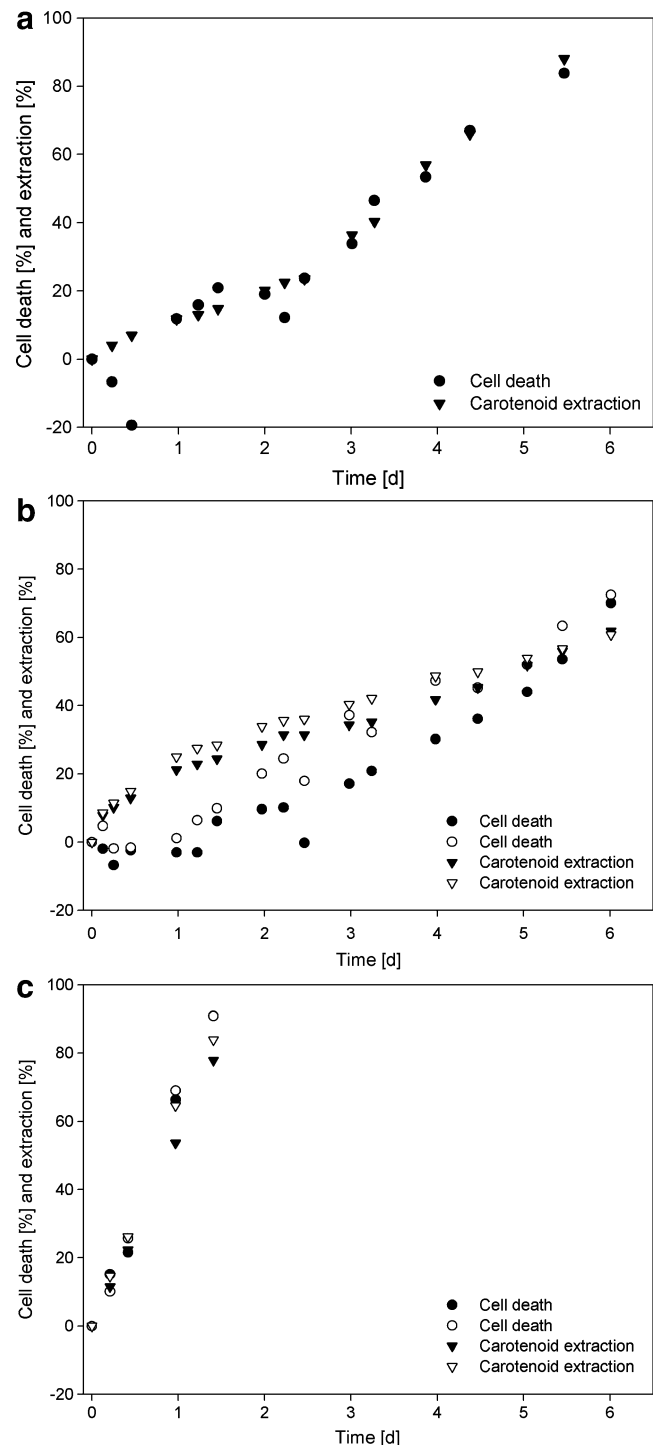 a
100
80
60
40
20
0
-20
Cell death [%] and extraction [%]
Cell death
Carotenoid extraction
0 1 2 3 4 5 6
Time [d]
b
100
80
60
40
20
0
-20
Cell death [%] and extraction [%]
Cell death
Cell death
Carotenoid extraction
Carotenoid extraction
0 1 2 3 4 5 6
Time [d]
c
100
80
60
40
20
0
-20
Cell death [%] and extraction [%]
Cell death
Cell death
Carotenoid extraction
Carotenoid extraction
0 1 2 3 4 5 6
Time [d]